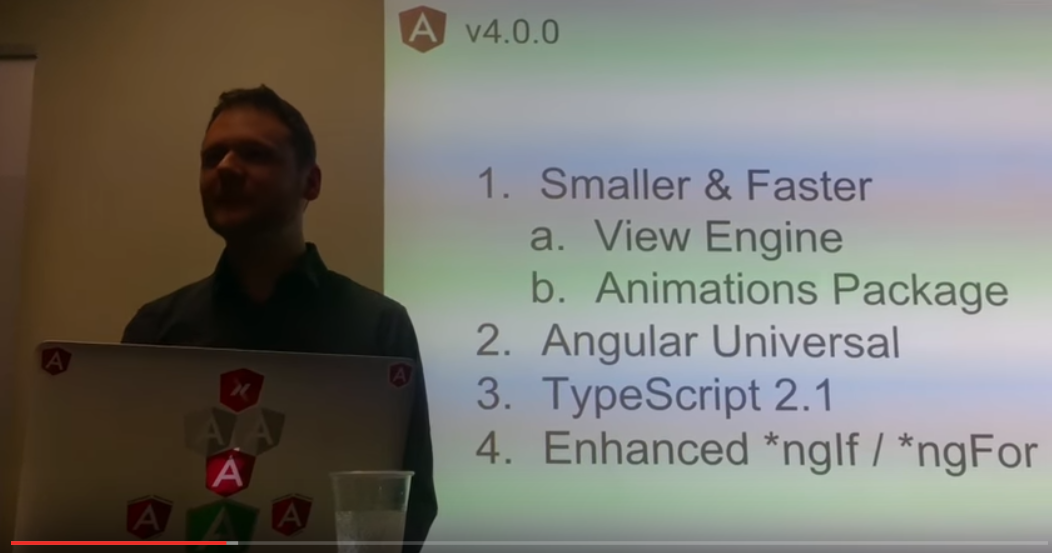 A v4.0.0
1. Smaller & Faster
a. View Engine
b. Animations Package
2. Angular Universal
3. TypeScript 2.1
4. Enhanced *ngIf / *ngFor
A
A
A
A
A
A
A
A